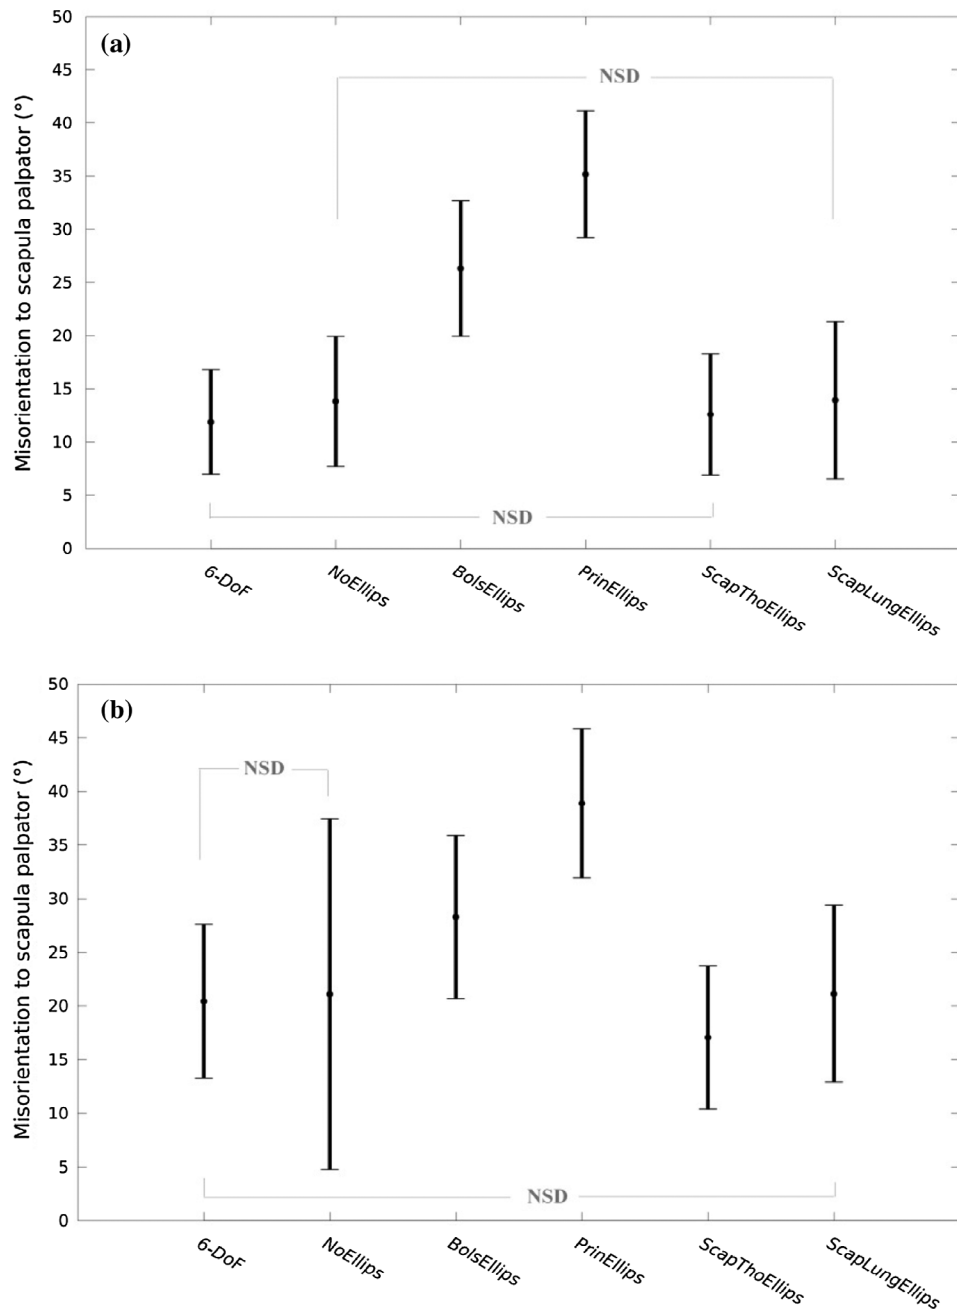 (a)
Misorientation to scapula palpator (°)
50
45
40
35
30
25
20
15
10
5
0
NSD
NSD
6-DoF
NoEllips
BolsEllips
PrinEllips
ScapThoEllips
ScapLungEllips
(b)
Misorientation to scapula palpator (°)
50
45
40
35
30
25
20
15
10
5
0
NSD
NSD
6-DoF
NoEllips
BolsEllips
PrinEllips
ScapThoEllips
ScapLungEllips